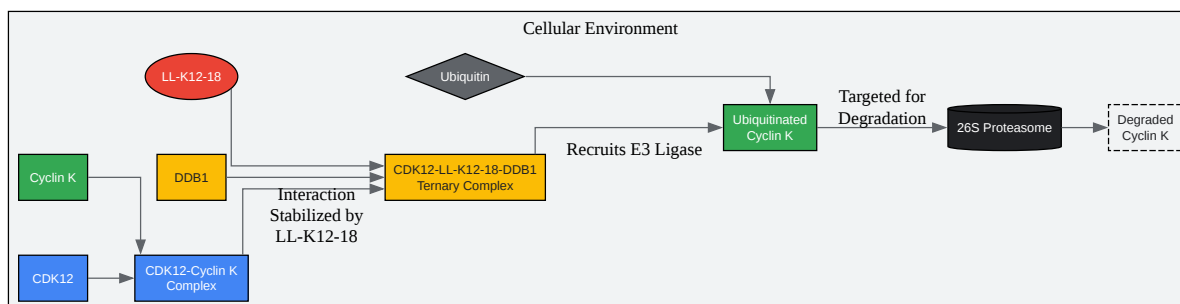 Cellular Environment
LL-K12-18
Ubiquitin
Ubiquitinated
Cyclin K
Targeted for
Degradation
26S Proteasome
Degraded
Cyclin K
Recruits E3 Ligase
Cyclin K
DDB1
CDK12-LL-K12-18-DDB1
Ternary Complex
Interaction
Stabilized by
LL-K12-18
CDK12
CDK12-Cyclin K
Complex